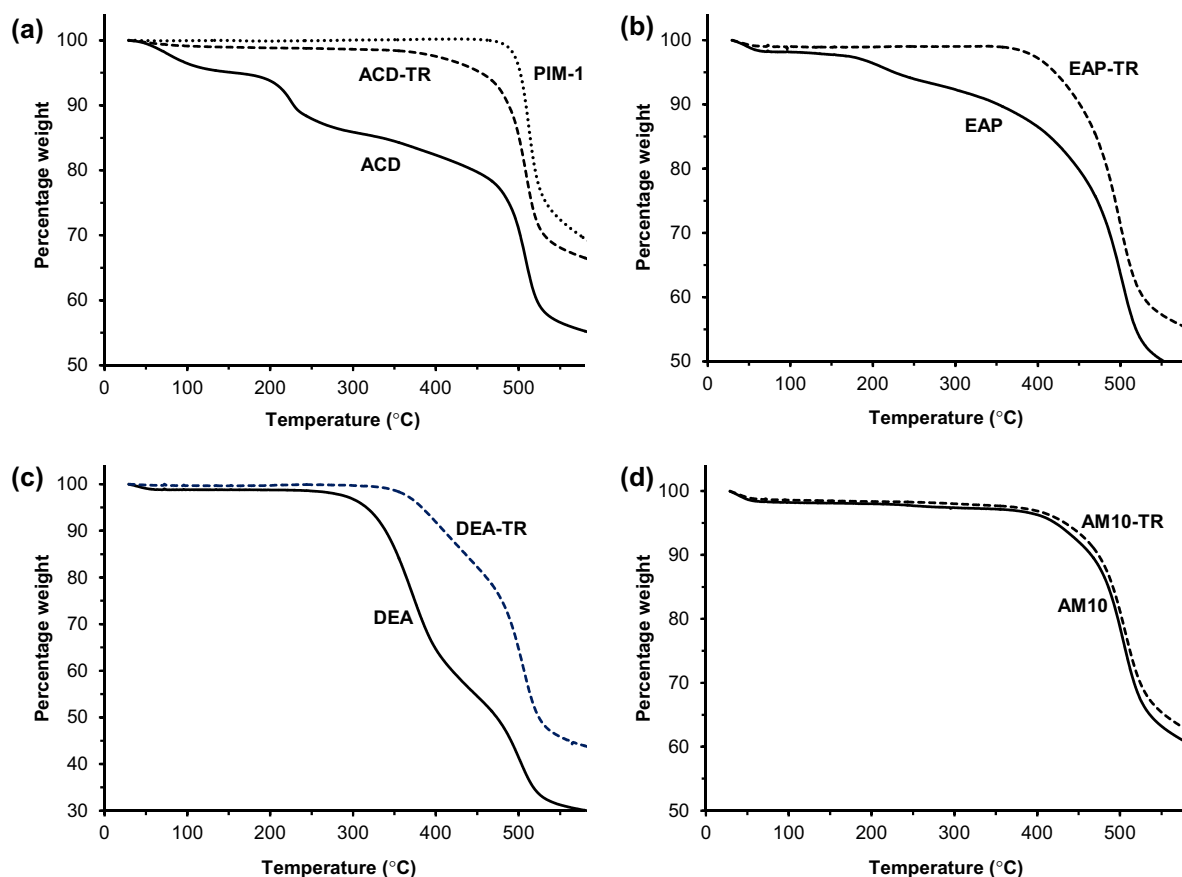 (a)
Percentage weight
100
90
80
70
60
50
ACD-TR
PIM-1
ACD
0 100 200 300 400 500
Temperature (°C)
(b)
Percentage weight
100
90
80
70
60
50
EAP-TR
EAP
0 100 200 300 400 500
Temperature (°C)
(c)
Percentage weight
100
90
80
70
60
50
40
30
DEA-TR
DEA
0 100 200 300 400 500
Temperature (°C)
(d)
Percentage weight
100
90
80
70
60
50
AM10-TR
AM10
0 100 200 300 400 500
Temperature (°C)